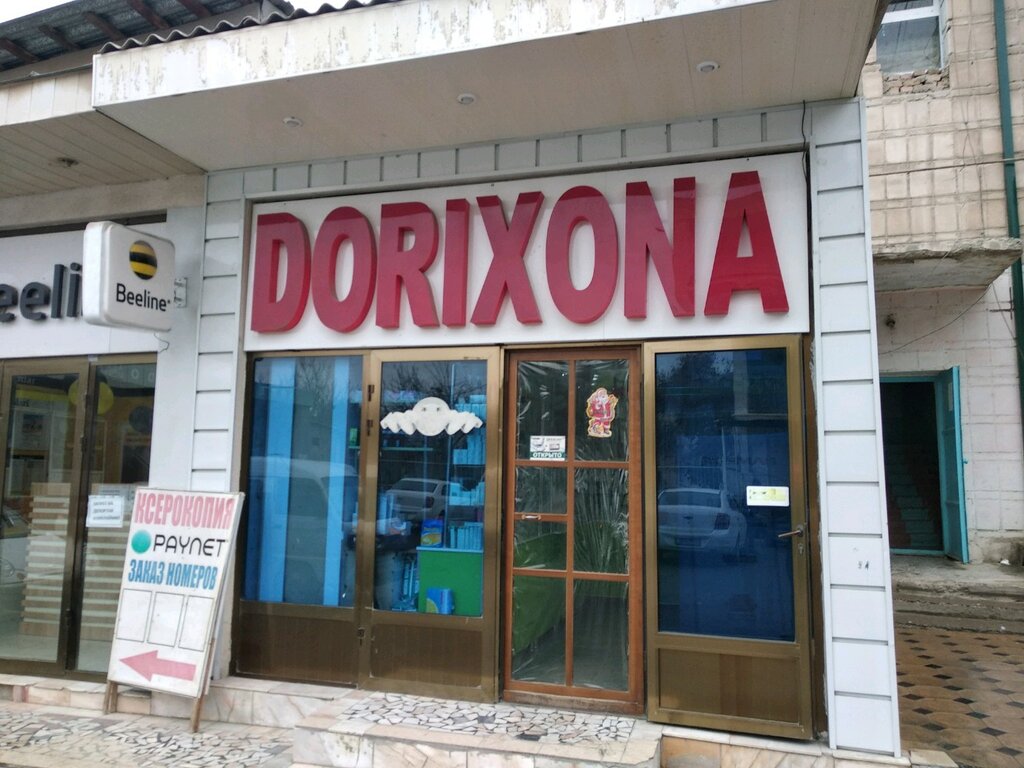 DORIXONA
eeli
Beeline
КСЕРОКОПИЯ
PAYNET
ЗАКАЗ НОМЕРОВ
ОТКРЫТО